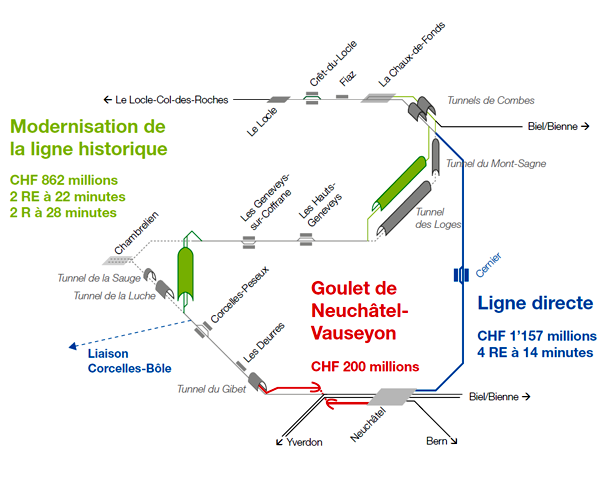 Crêt-du-Locle
Fiaz
La Chaux-de-Fonds
← Le Locle-Col-des-Roches
Le Locle
Tunnels de Combes
Biel/Bienne →
Modernisation de
la ligne historique
CHF 862 millions
2 RE à 22 minutes
2 R à 28 minutes
Tunnel du Mont-Sagne
Tunnel
des Loges
Les Geneveys-
sur-Coffrane
Les Hauts-
Geneveys
Chambrelien
Tunnel de la Sauge
Tunnel de la Luche
Corcelles-Peseux
Cernier
Goulet de
Neuchâtel-
Vauseyon
CHF 200 millions
Ligne directe
CHF 1'157 millions
4 RE à 14 minutes
Liaison
Corcelles-Bôle
Les Deurres
Tunnel du Gibet
Neuchâtel
Biel/Bienne →
Yverdon
Bern